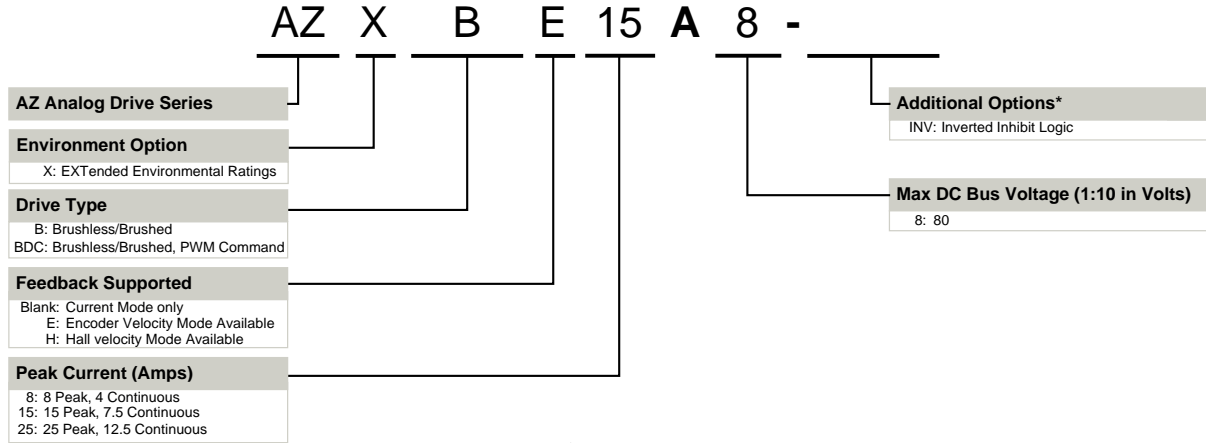 AZ X B E 15 A 8 -
AZ Analog Drive Series
Environment Option
X: EXTended Environmental Ratings
Drive Type
B: Brushless/Brushed
BDC: Brushless/Brushed, PWM Command
Feedback Supported
Blank: Current Mode only
E: Encoder Velocity Mode Available
H: Hall velocity Mode Available
Peak Current (Amps)
8: 8 Peak, 4 Continuous
15: 15 Peak, 7.5 Continuous
25: 25 Peak, 12.5 Continuous
Additional Options*
INV: Inverted Inhibit Logic
Max DC Bus Voltage (1:10 in Volts)
8: 80